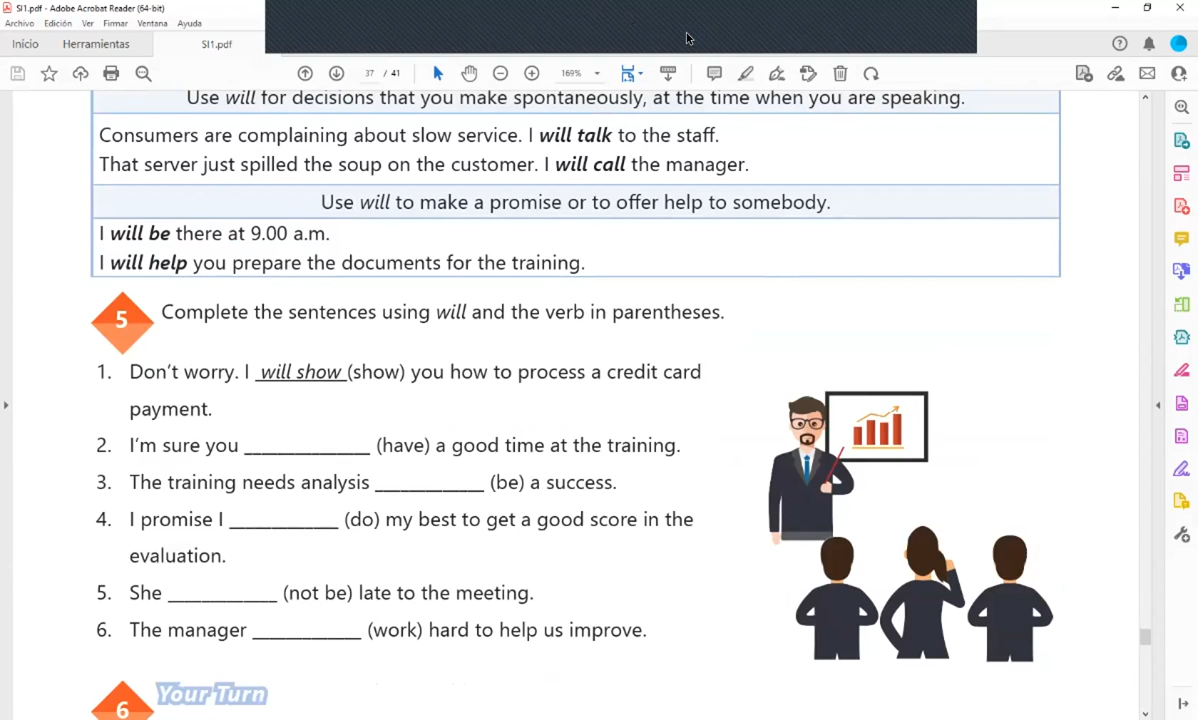 SI1.pdf - Adobe Acrobat Reader (64-bit)
Archivo Edición Ver Firmar Ventana Ayuda
Inicio Herramientas SI1.pdf
37 / 41 169%
Use will for decisions that you make spontaneously, at the time when you are speaking.
Consumers are complaining about slow service. I will talk to the staff.
That server just spilled the soup on the customer. I will call the manager.
Use will to make a promise or to offer help to somebody.
I will be there at 9.00 a.m.
I will help you prepare the documents for the training.
5 Complete the sentences using will and the verb in parentheses.
1. Don't worry. I will show (show) you how to process a credit card
payment.
2. I'm sure you _______________ (have) a good time at the training.
3. The training needs analysis _____________ (be) a success.
4. I promise I _____________ (do) my best to get a good score in the
evaluation.
5. She _____________ (not be) late to the meeting.
6. The manager _____________ (work) hard to help us improve.
6 Your Turn